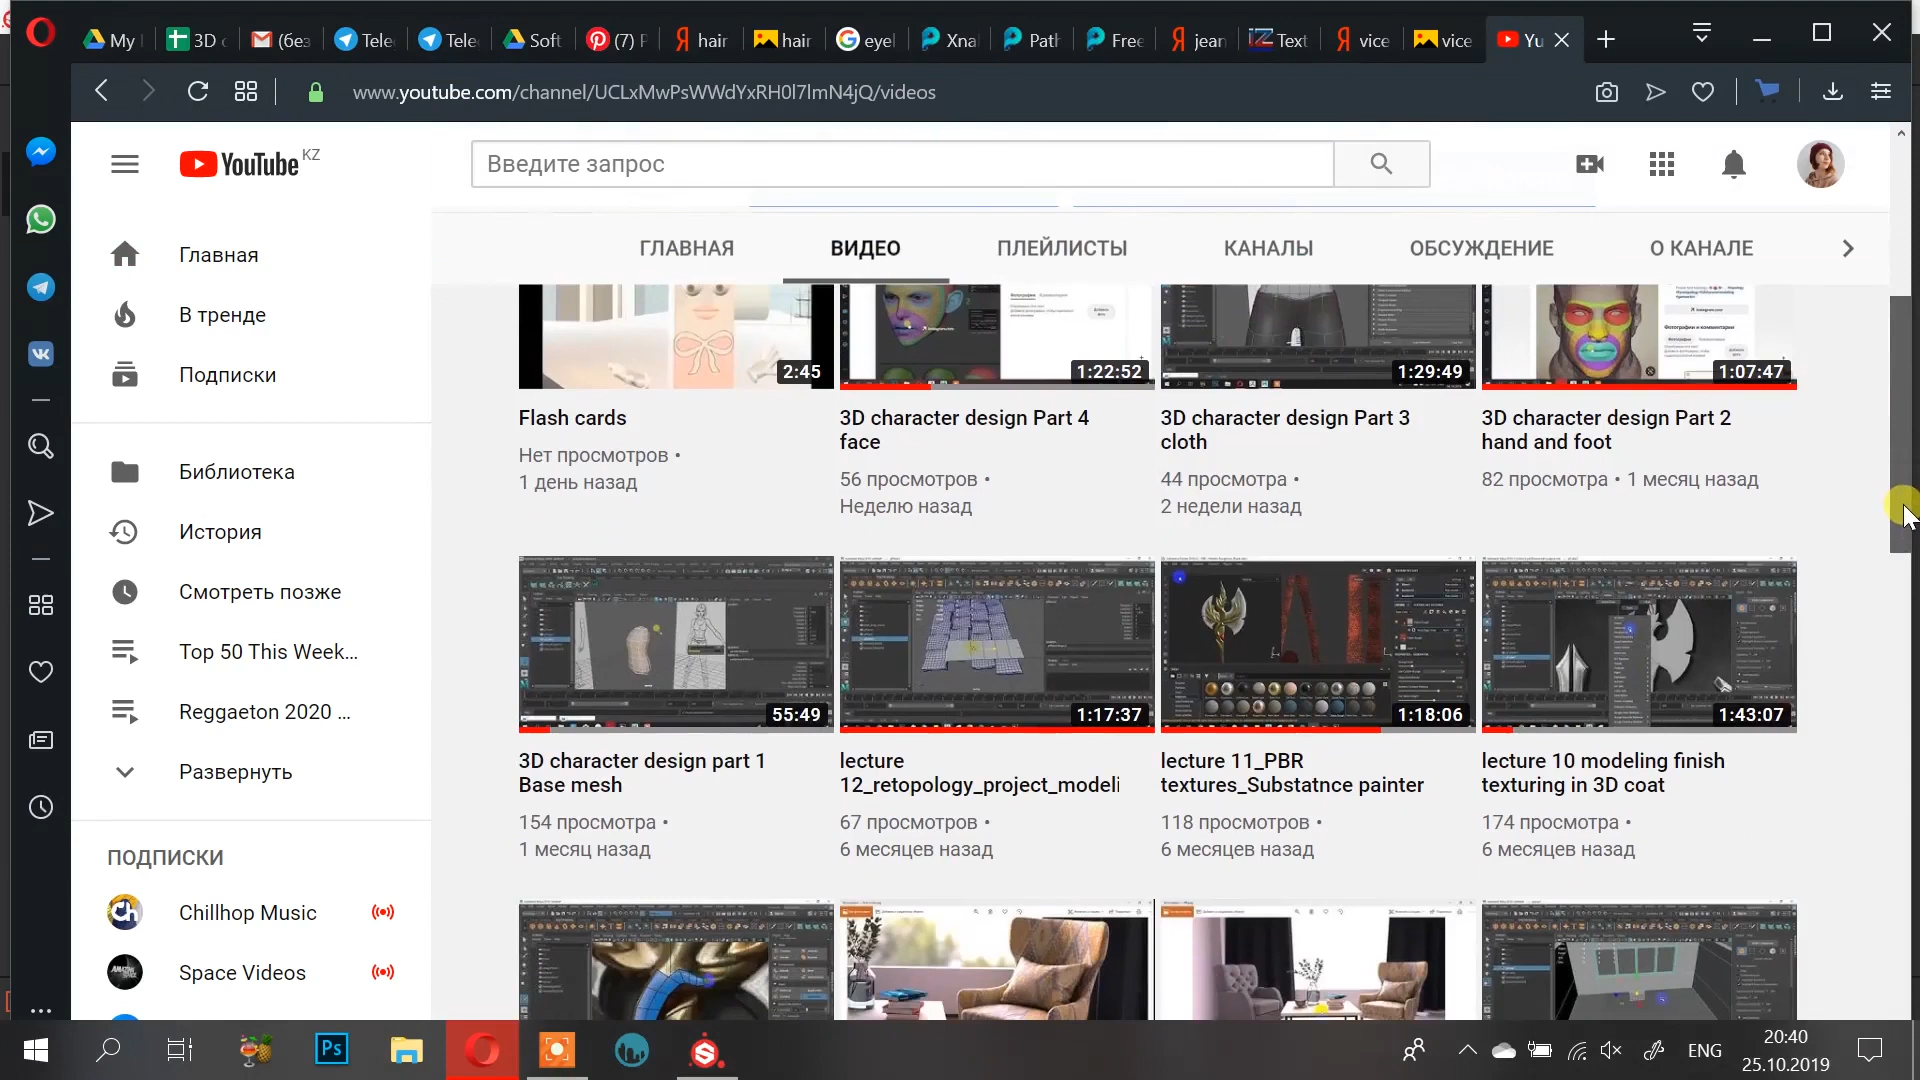 My
3D
(без
Tele
Tele
Soft
(7)
hair
hair
eyel
Xna
Path
Free
jean
Text
vice
vice
Yu
www.youtube.com/channel/UCLxMwPsWWdYxRH0l7lmN4jQ/videos
YouTube KZ
Введите запрос
ГЛАВНАЯ
ВИДЕО
ПЛЕЙЛИСТЫ
КАНАЛЫ
ОБСУЖДЕНИЕ
О КАНАЛЕ
Главная
В тренде
Подписки
Библиотека
История
Смотреть позже
Top 50 This Week...
Reggaeton 2020 ...
Развернуть
ПОДПИСКИ
Chillhop Music
Space Videos
2:45
Flash cards
Нет просмотров •
1 день назад
1:22:52
3D character design Part 4
face
56 просмотров •
Неделю назад
1:29:49
3D character design Part 3
cloth
44 просмотра •
2 недели назад
1:07:47
3D character design Part 2
hand and foot
82 просмотра • 1 месяц назад
55:49
3D character design part 1
Base mesh
154 просмотра •
1 месяц назад
1:17:37
lecture
12_retopology_project_modeli
67 просмотров •
6 месяцев назад
1:18:06
lecture 11_PBR
textures_Substatnce painter
118 просмотров •
6 месяцев назад
1:43:07
lecture 10 modeling finish
texturing in 3D coat
174 просмотра •
6 месяцев назад
Ps
ENG
20:40
25.10.2019